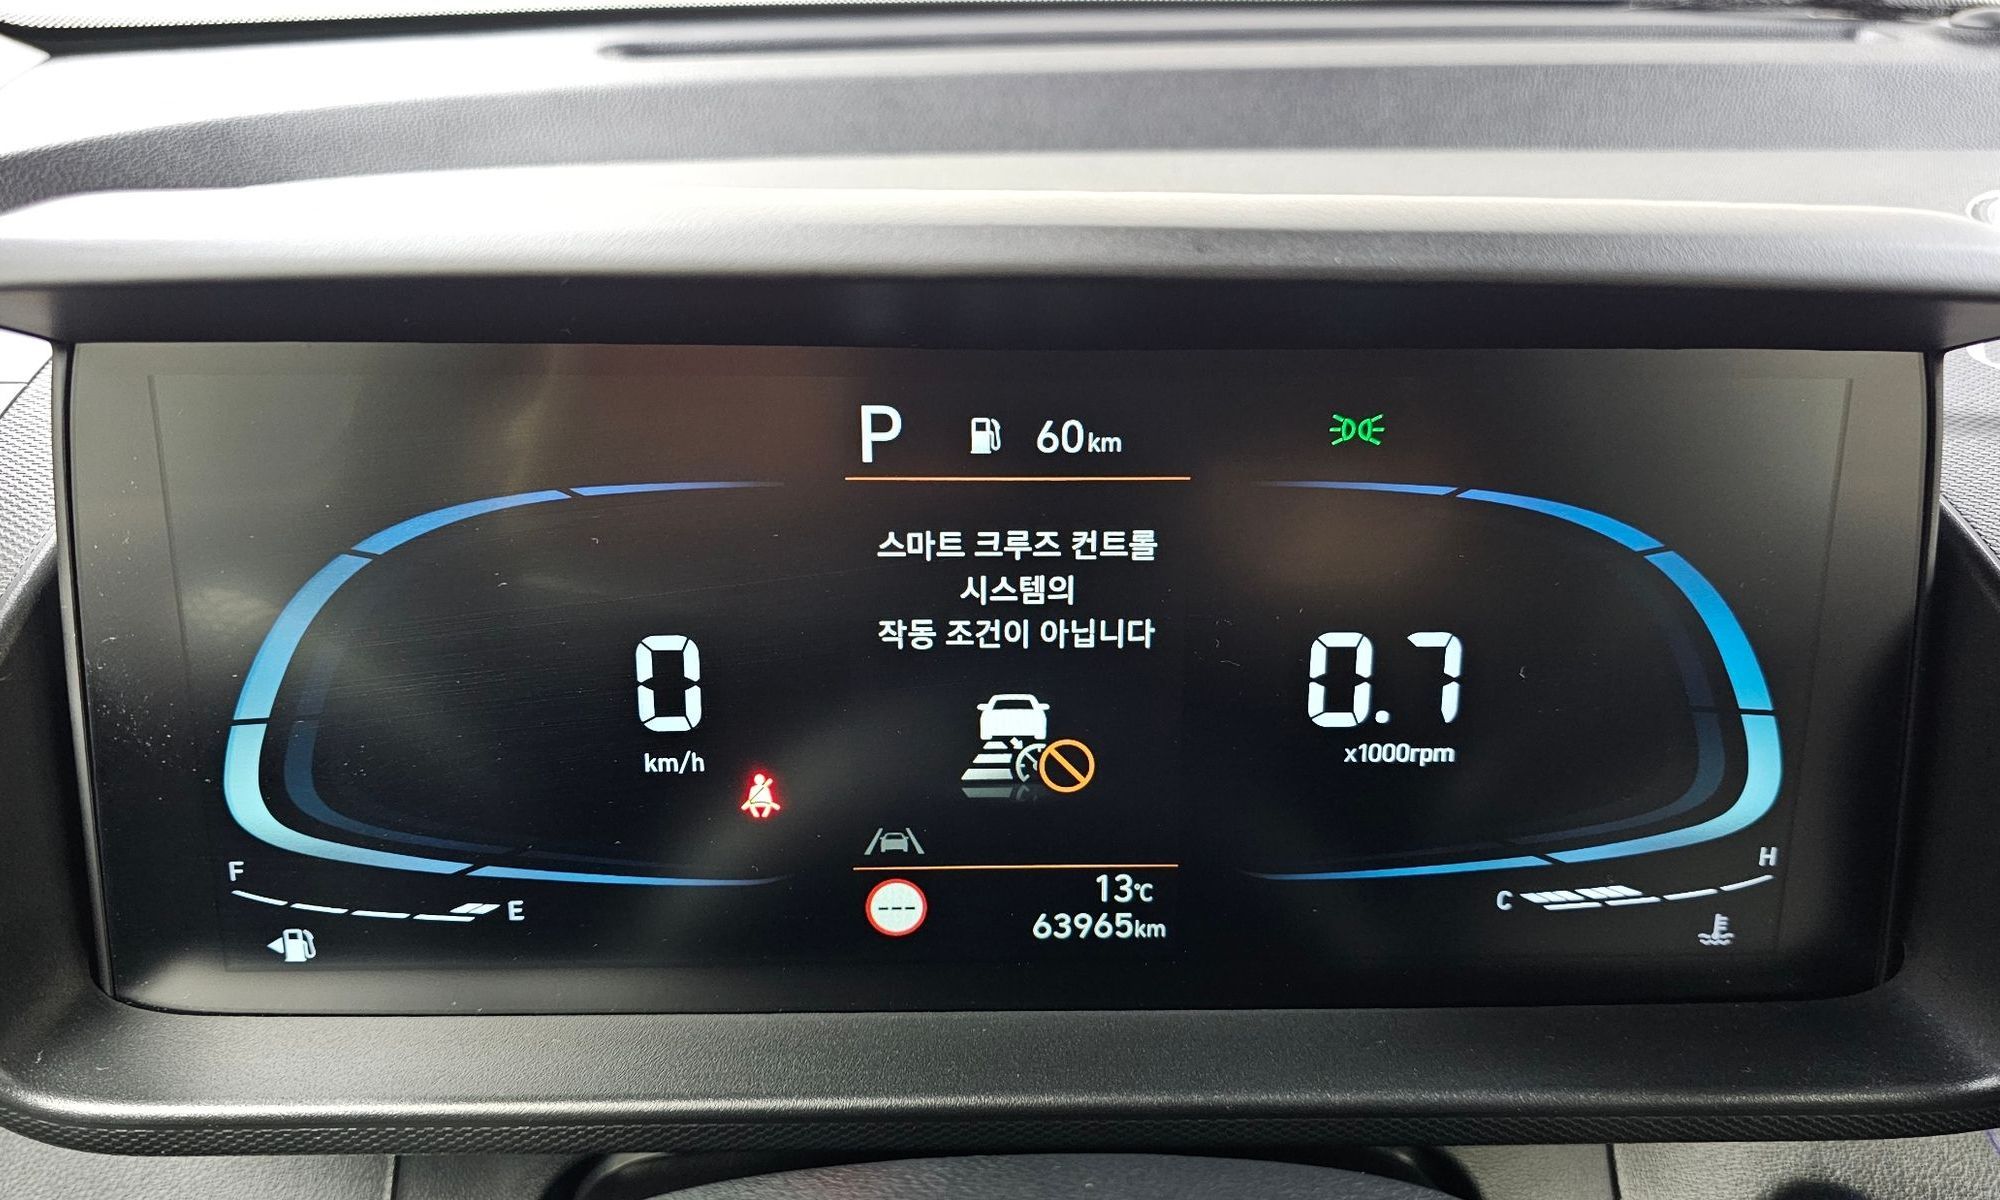 P 60km
스마트 크루즈 컨트롤
시스템의
작동 조건이 아닙니다
0
km/h
0.7
x1000rpm
F
E
C
H
---
13°C
63965km